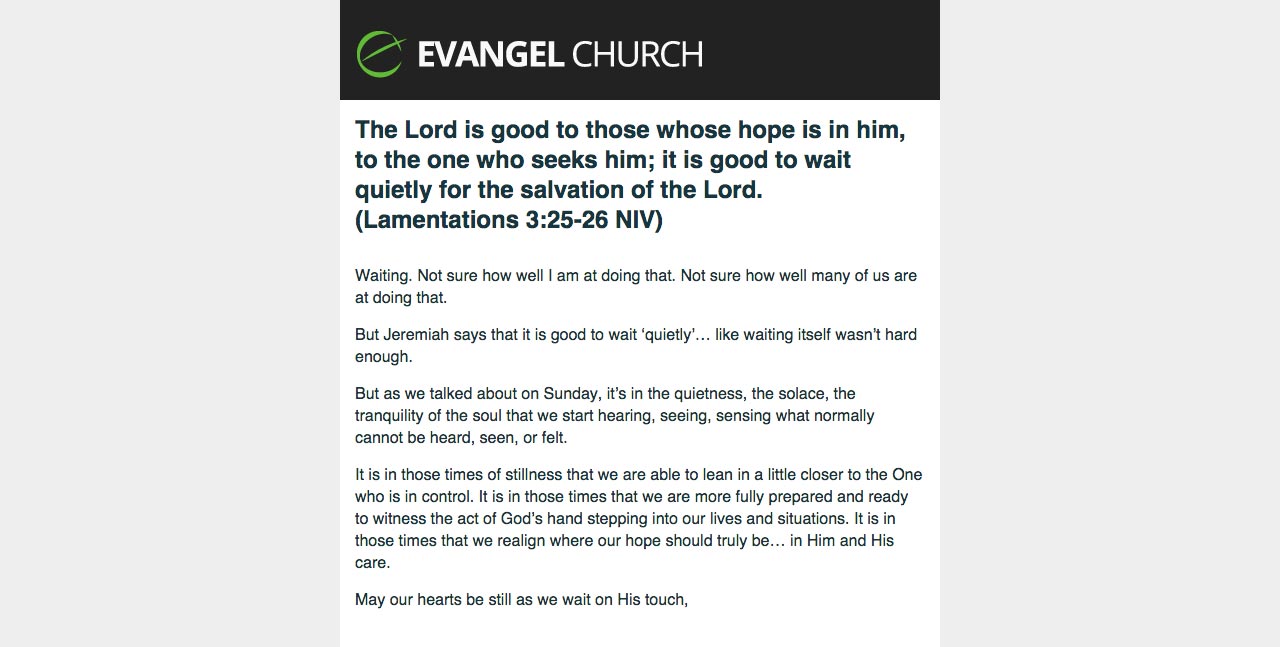 EVANGEL CHURCH
The Lord is good to those whose hope is in him,
to the one who seeks him; it is good to wait
quietly for the salvation of the Lord.
(Lamentations 3:25-26 NIV)
Waiting. Not sure how well I am at doing that. Not sure how well many of us are
at doing that.
But Jeremiah says that it is good to wait ‘quietly’… like waiting itself wasn’t hard
enough.
But as we talked about on Sunday, it’s in the quietness, the solace, the
tranquility of the soul that we start hearing, seeing, sensing what normally
cannot be heard, seen, or felt.
It is in those times of stillness that we are able to lean in a little closer to the One
who is in control. It is in those times that we are more fully prepared and ready
to witness the act of God’s hand stepping into our lives and situations. It is in
those times that we realign where our hope should truly be… in Him and His
care.
May our hearts be still as we wait on His touch,